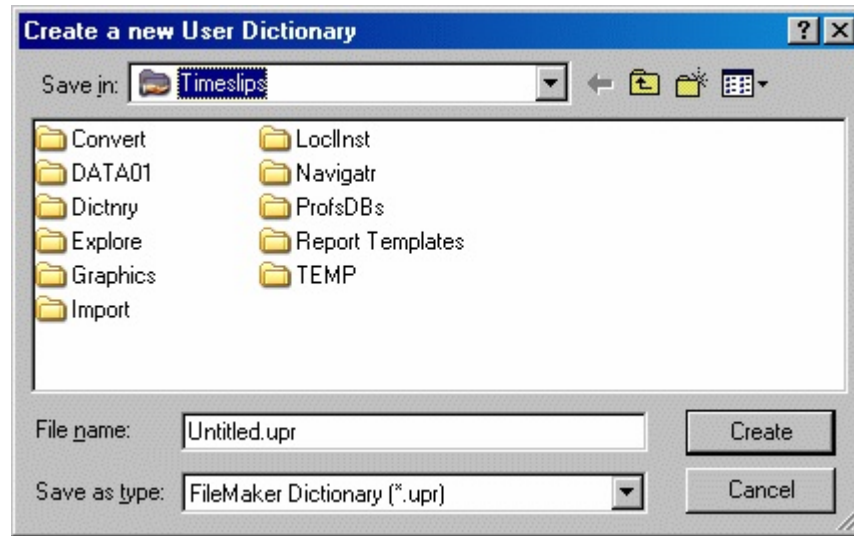 Create a new User Dictionary
Save in: Timeslips
Convert
DATA01
Dictnry
Explore
Graphics
Import
LoclInst
Navigatr
ProfsDBs
Report Templates
TEMP
File name: Untitled.upr Create
Save as type: FileMaker Dictionary (*.upr) Cancel